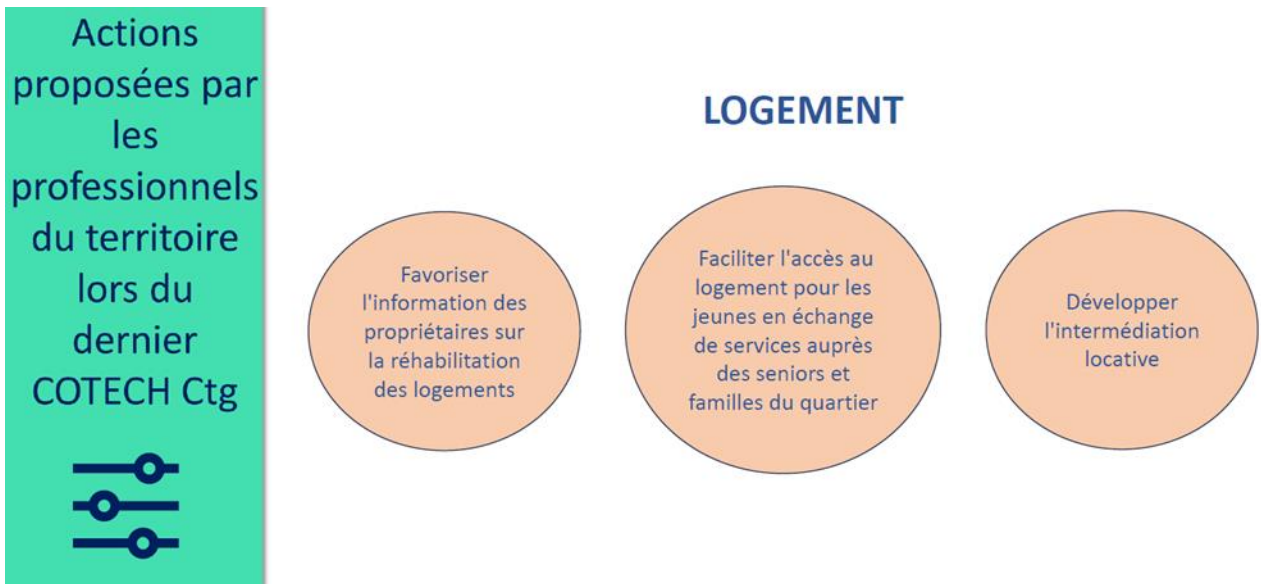 Actions
proposées par
les
professionnels
du territoire
lors du
dernier
COTECH Ctg
LOGEMENT
Favoriser
l'information des
propriétaires sur
la réhabilitation
des logements
Faciliter l'accès au
logement pour les
jeunes en échange
de services auprès
des seniors et
familles du quartier
Développer
l'intermédiation
locative